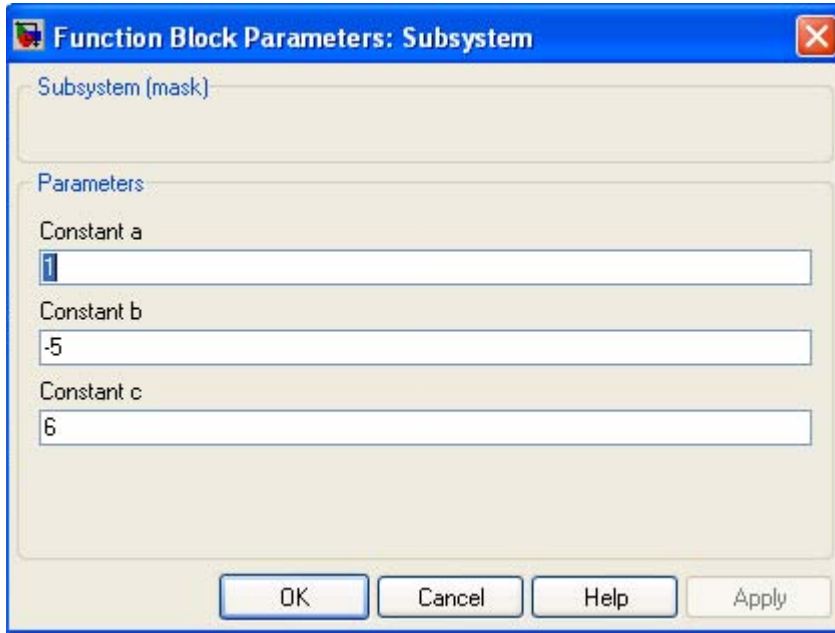 Function Block Parameters: Subsystem
Subsystem (mask)
Parameters
Constant a
1
Constant b
-5
Constant c
6
OK Cancel Help Apply